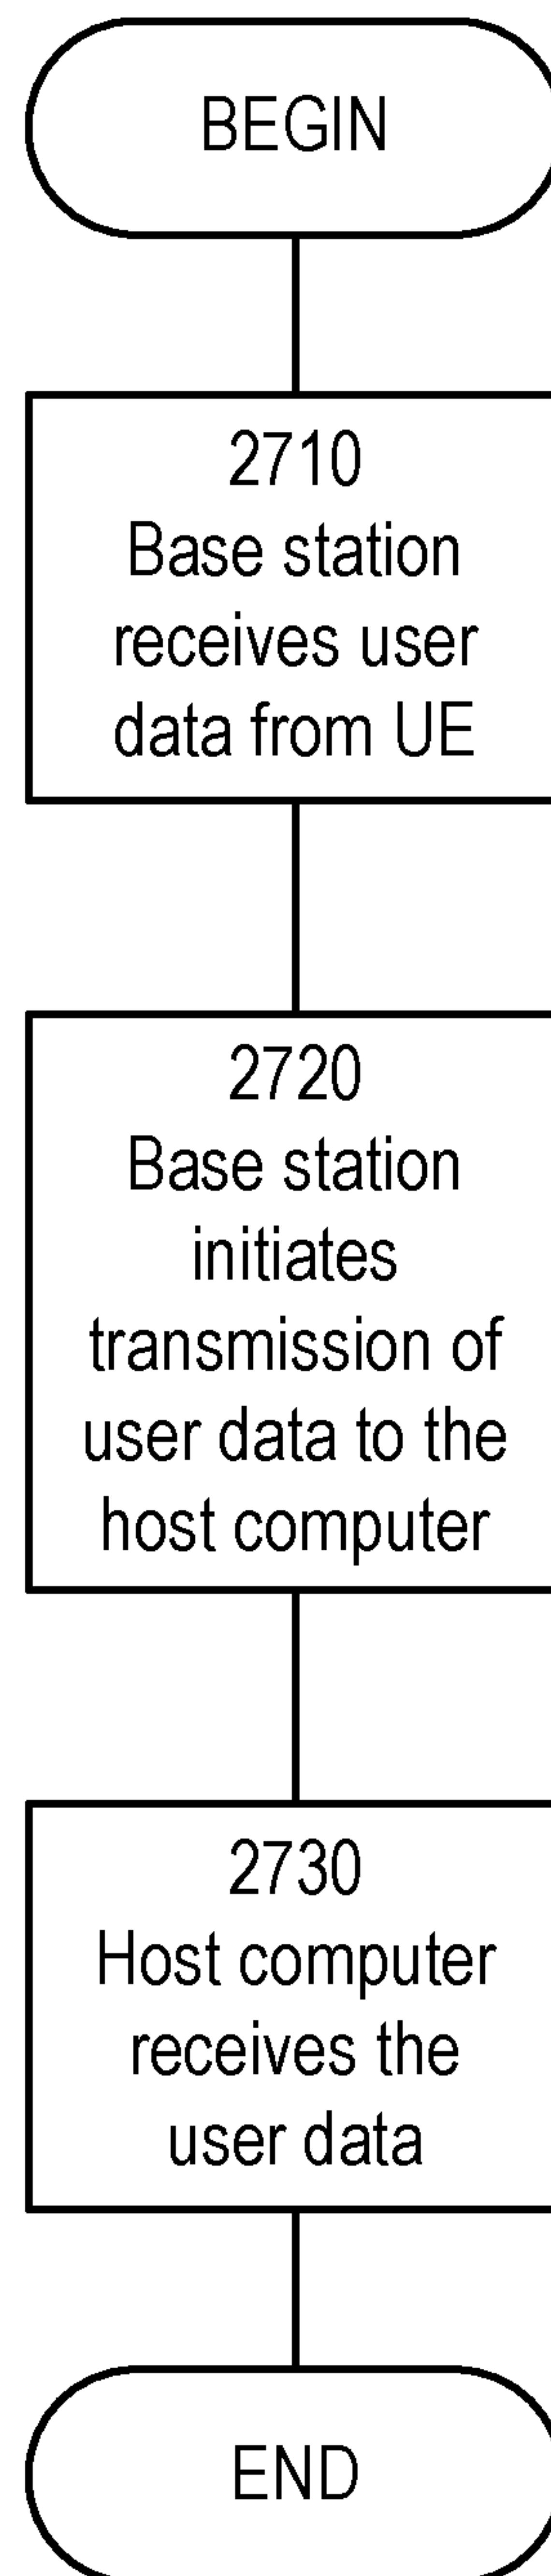 BEGIN
2710
Base station
receives user
data from UE
2720
Base station
initiates
transmission of
user data to the
host computer
2730
Host computer
receives the
user data
END